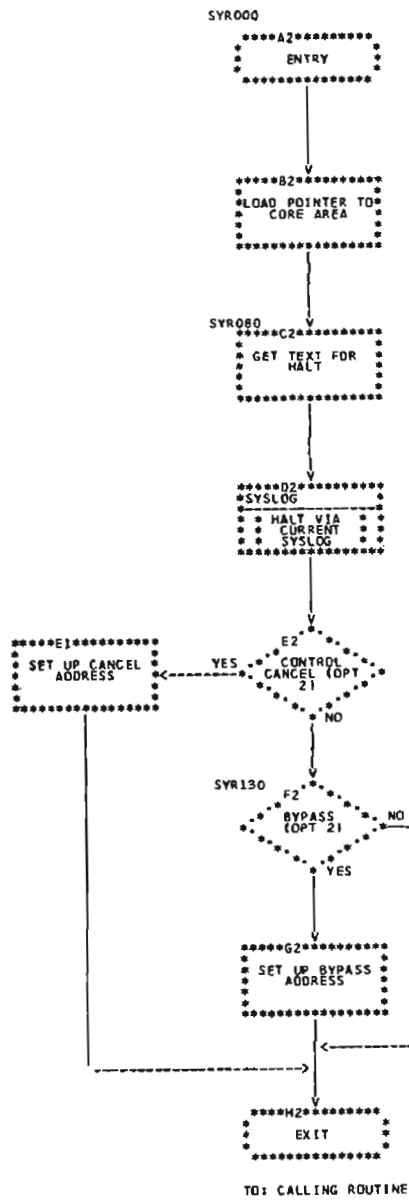 SYR000
A2
ENTRY
B2
LOAD POINTER TO
CORE AREA
SYR080
C2
GET TEXT FOR
HALT
D2
SYSLOG
HALT VIA
CURRENT
SYSLOG
E1
SET UP CANCEL
ADDRESS
YES
E2
CONTROL
CANCEL (OPT
2)
NO
SYR130
F2
BYPASS
(OPT 2)
NO
YES
G2
SET UP BYPASS
ADDRESS
H2
EXIT
TO: CALLING ROUTINE